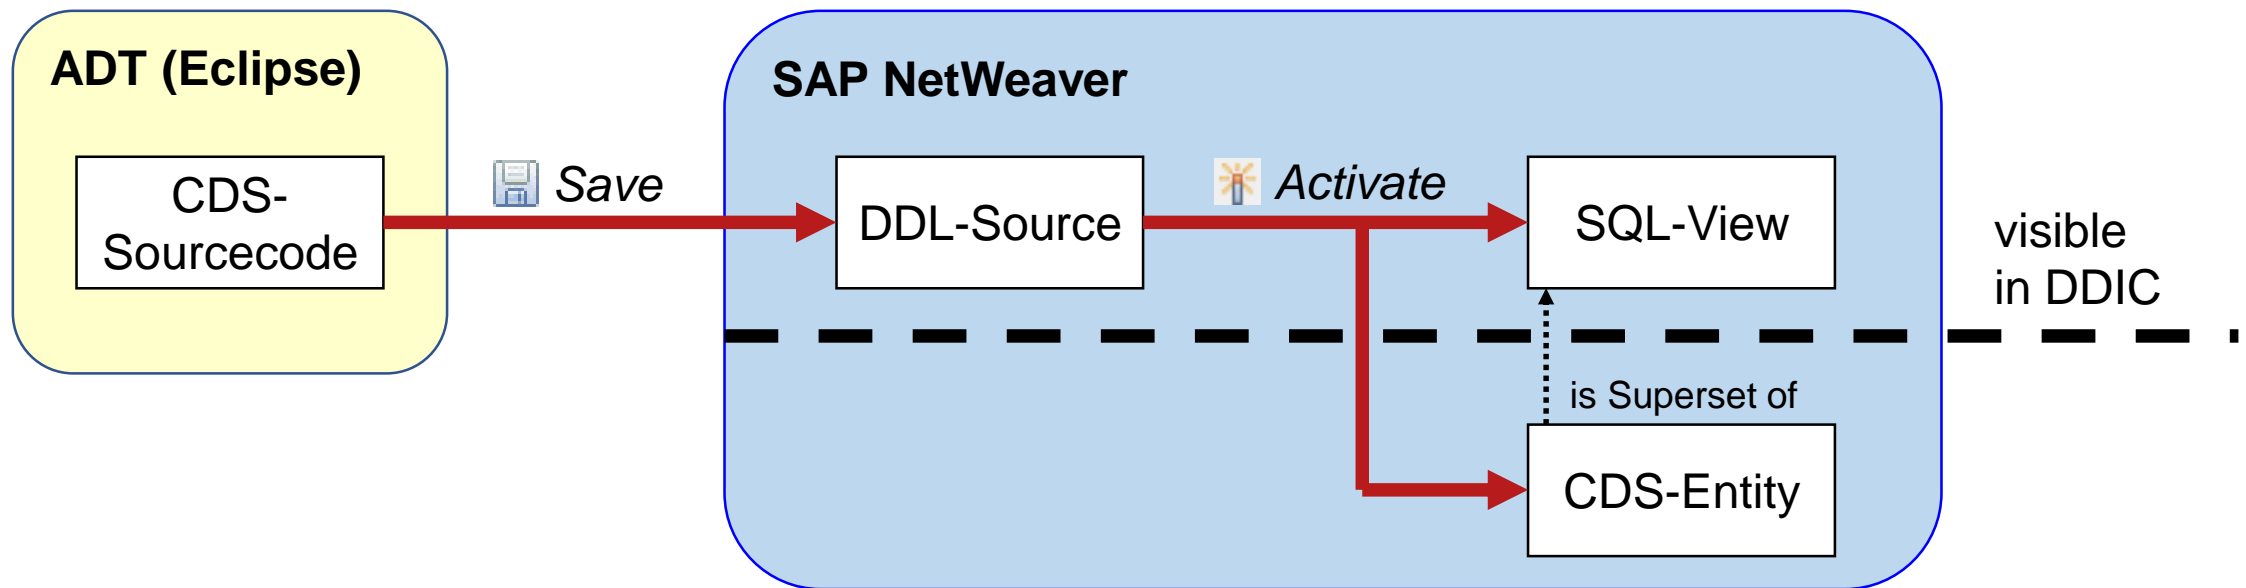 ADT (Eclipse)
SAP NetWeaver
CDS-
Sourcecode
Save
DDL-Source
Activate
SQL-View
visible
in DDIC
is Superset of
CDS-Entity